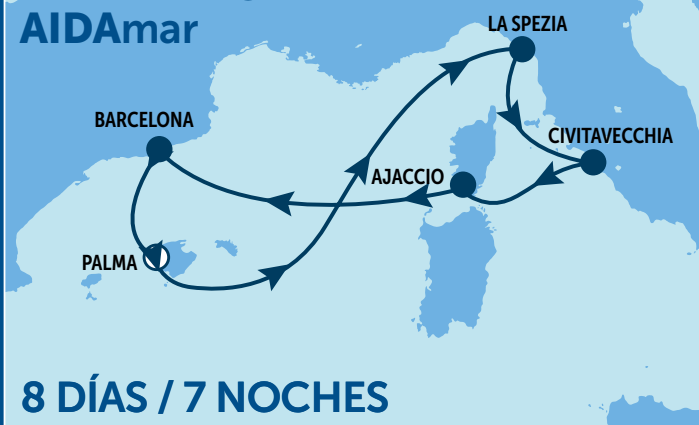 AIDAmar
LA SPEZIA
BARCELONA
CIVITAVECCHIA
AJACCIO
PALMA
8 DÍAS / 7 NOCHES